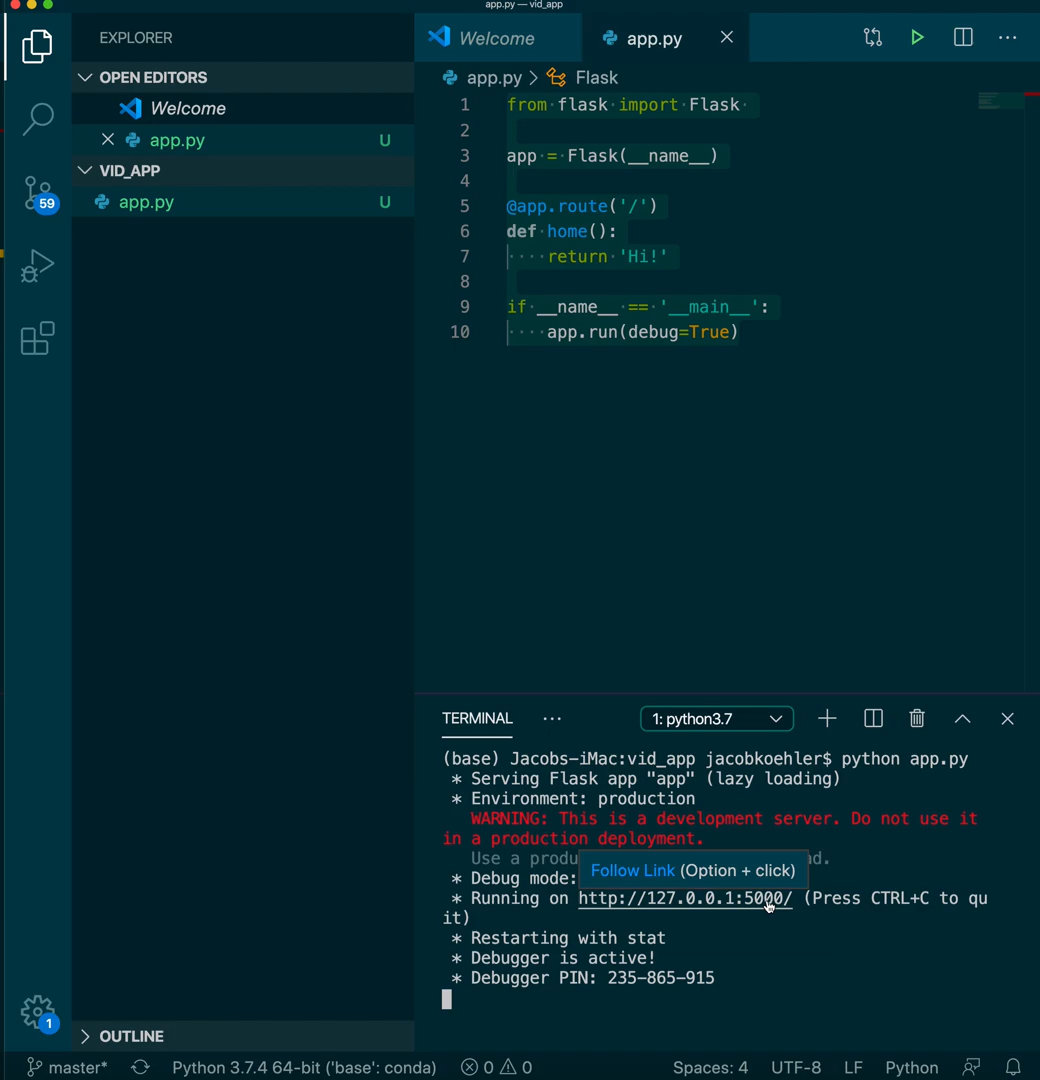 app.py — vid_app
EXPLORER
OPEN EDITORS
Welcome
app.py U
VID_APP
app.py U
59
1
OUTLINE
Welcome
app.py
app.py > Flask
1 from flask import Flask
2
3 app = Flask(__name__)
4
5 @app.route('/')
6 def home():
7 return 'Hi!'
8
9 if __name__ == '__main__':
10 app.run(debug=True)
TERMINAL ··· 1: python3.7
(base) Jacobs-iMac:vid_app jacobkoehler$ python app.py
* Serving Flask app "app" (lazy loading)
* Environment: production
WARNING: This is a development server. Do not use it
in a production deployment.
Use a produ d.
Follow Link (Option + click)
* Debug mode:
* Running on http://127.0.0.1:5000/ (Press CTRL+C to qu
it)
* Restarting with stat
* Debugger is active!
* Debugger PIN: 235-865-915
master* Python 3.7.4 64-bit ('base': conda) 0 0 Spaces: 4 UTF-8 LF Python